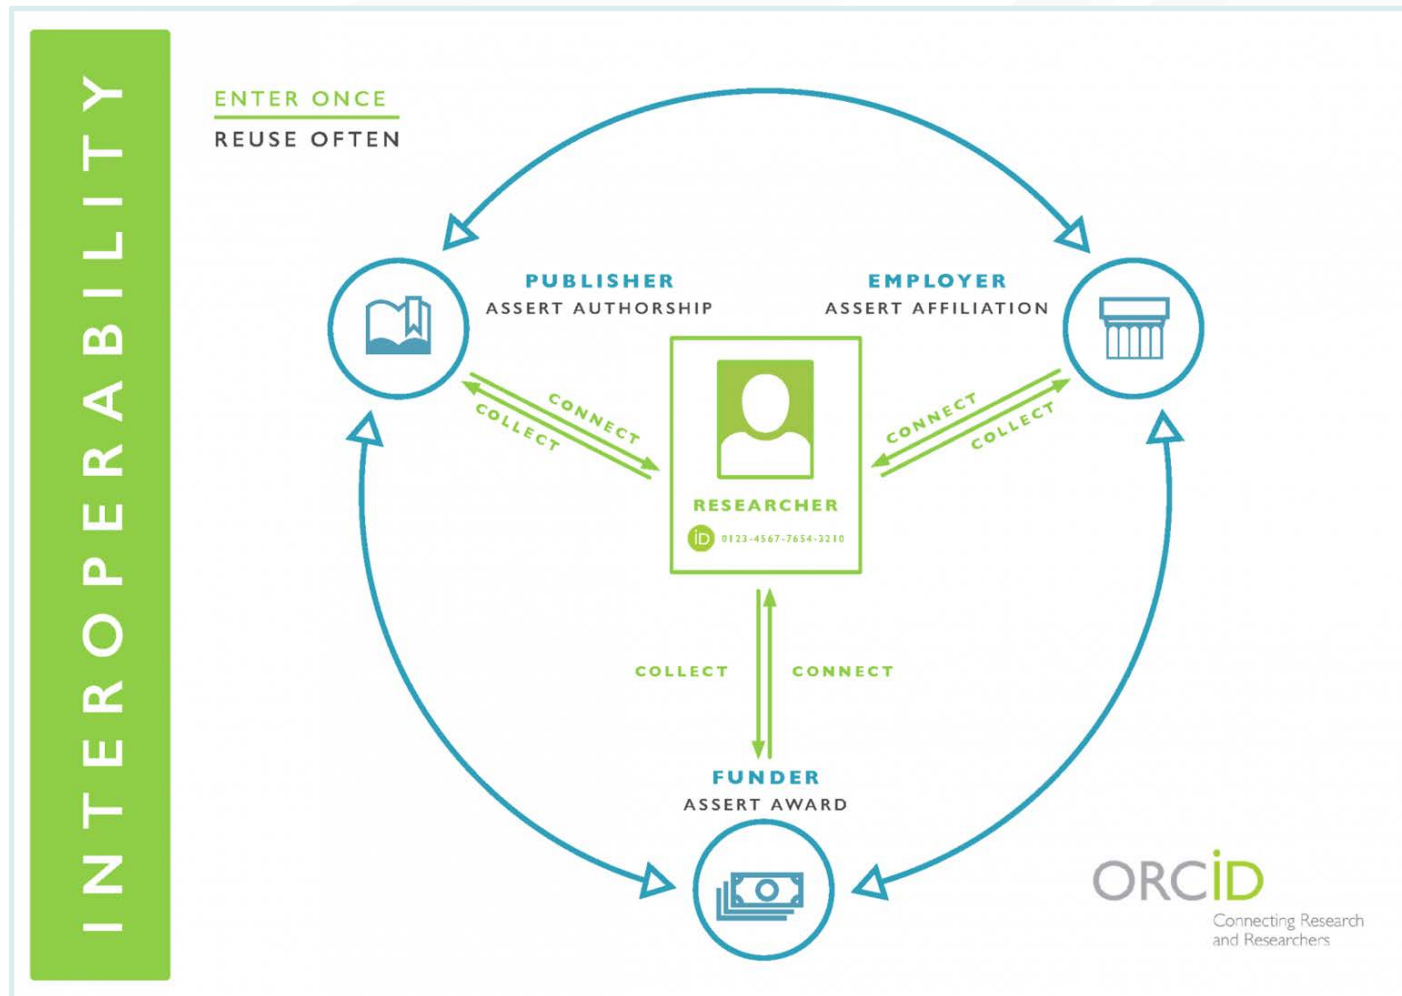 INTEROPERABILITY
ENTER ONCE
REUSE OFTEN
PUBLISHER
ASSERT AUTHORSHIP
EMPLOYER
ASSERT AFFILIATION
CONNECT
COLLECT
CONNECT
COLLECT
RESEARCHER
iD 0123-4567-7654-3210
COLLECT
CONNECT
FUNDER
ASSERT AWARD
ORCiD
Connecting Research
and Researchers